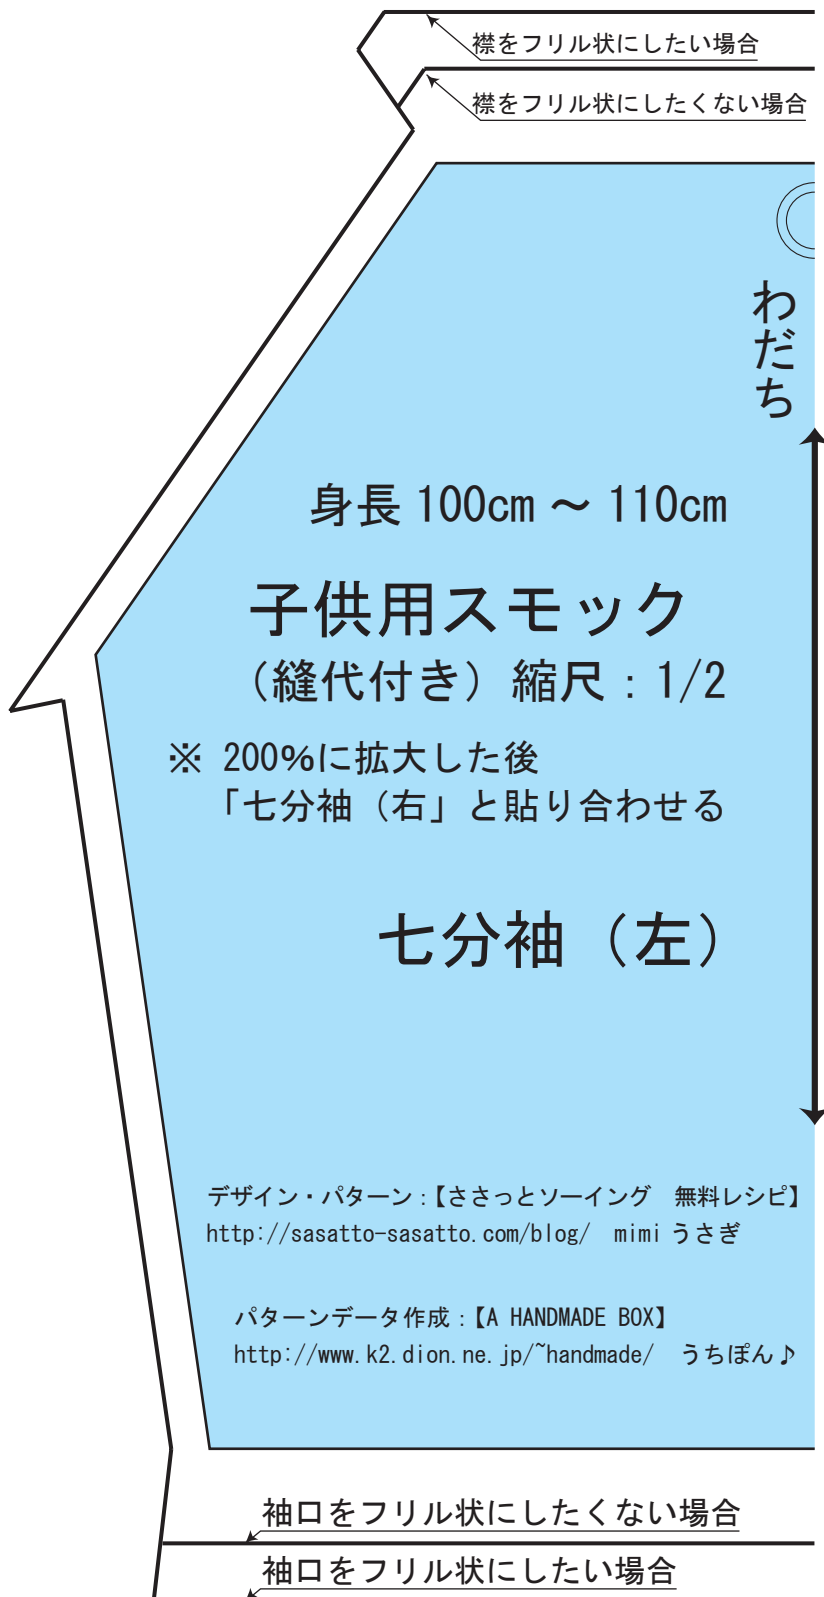 襟をフリル状にしたい場合
襟をフリル状にしたくない場合
わだち
身長 100cm ～ 110cm
子供用スモック
（縫代付き）縮尺：1/2
※ 200%に拡大した後
「七分袖（右」と貼り合わせる
七分袖（左）
デザイン・パターン：【ささっとソーイング　無料レシピ】
http://sasatto-sasatto.com/blog/　mimi うさぎ
パターンデータ作成：【A HANDMADE BOX】
http://www.k2.dion.ne.jp/~handmade/　うちぽん♪
袖口をフリル状にしたくない場合
袖口をフリル状にしたい場合